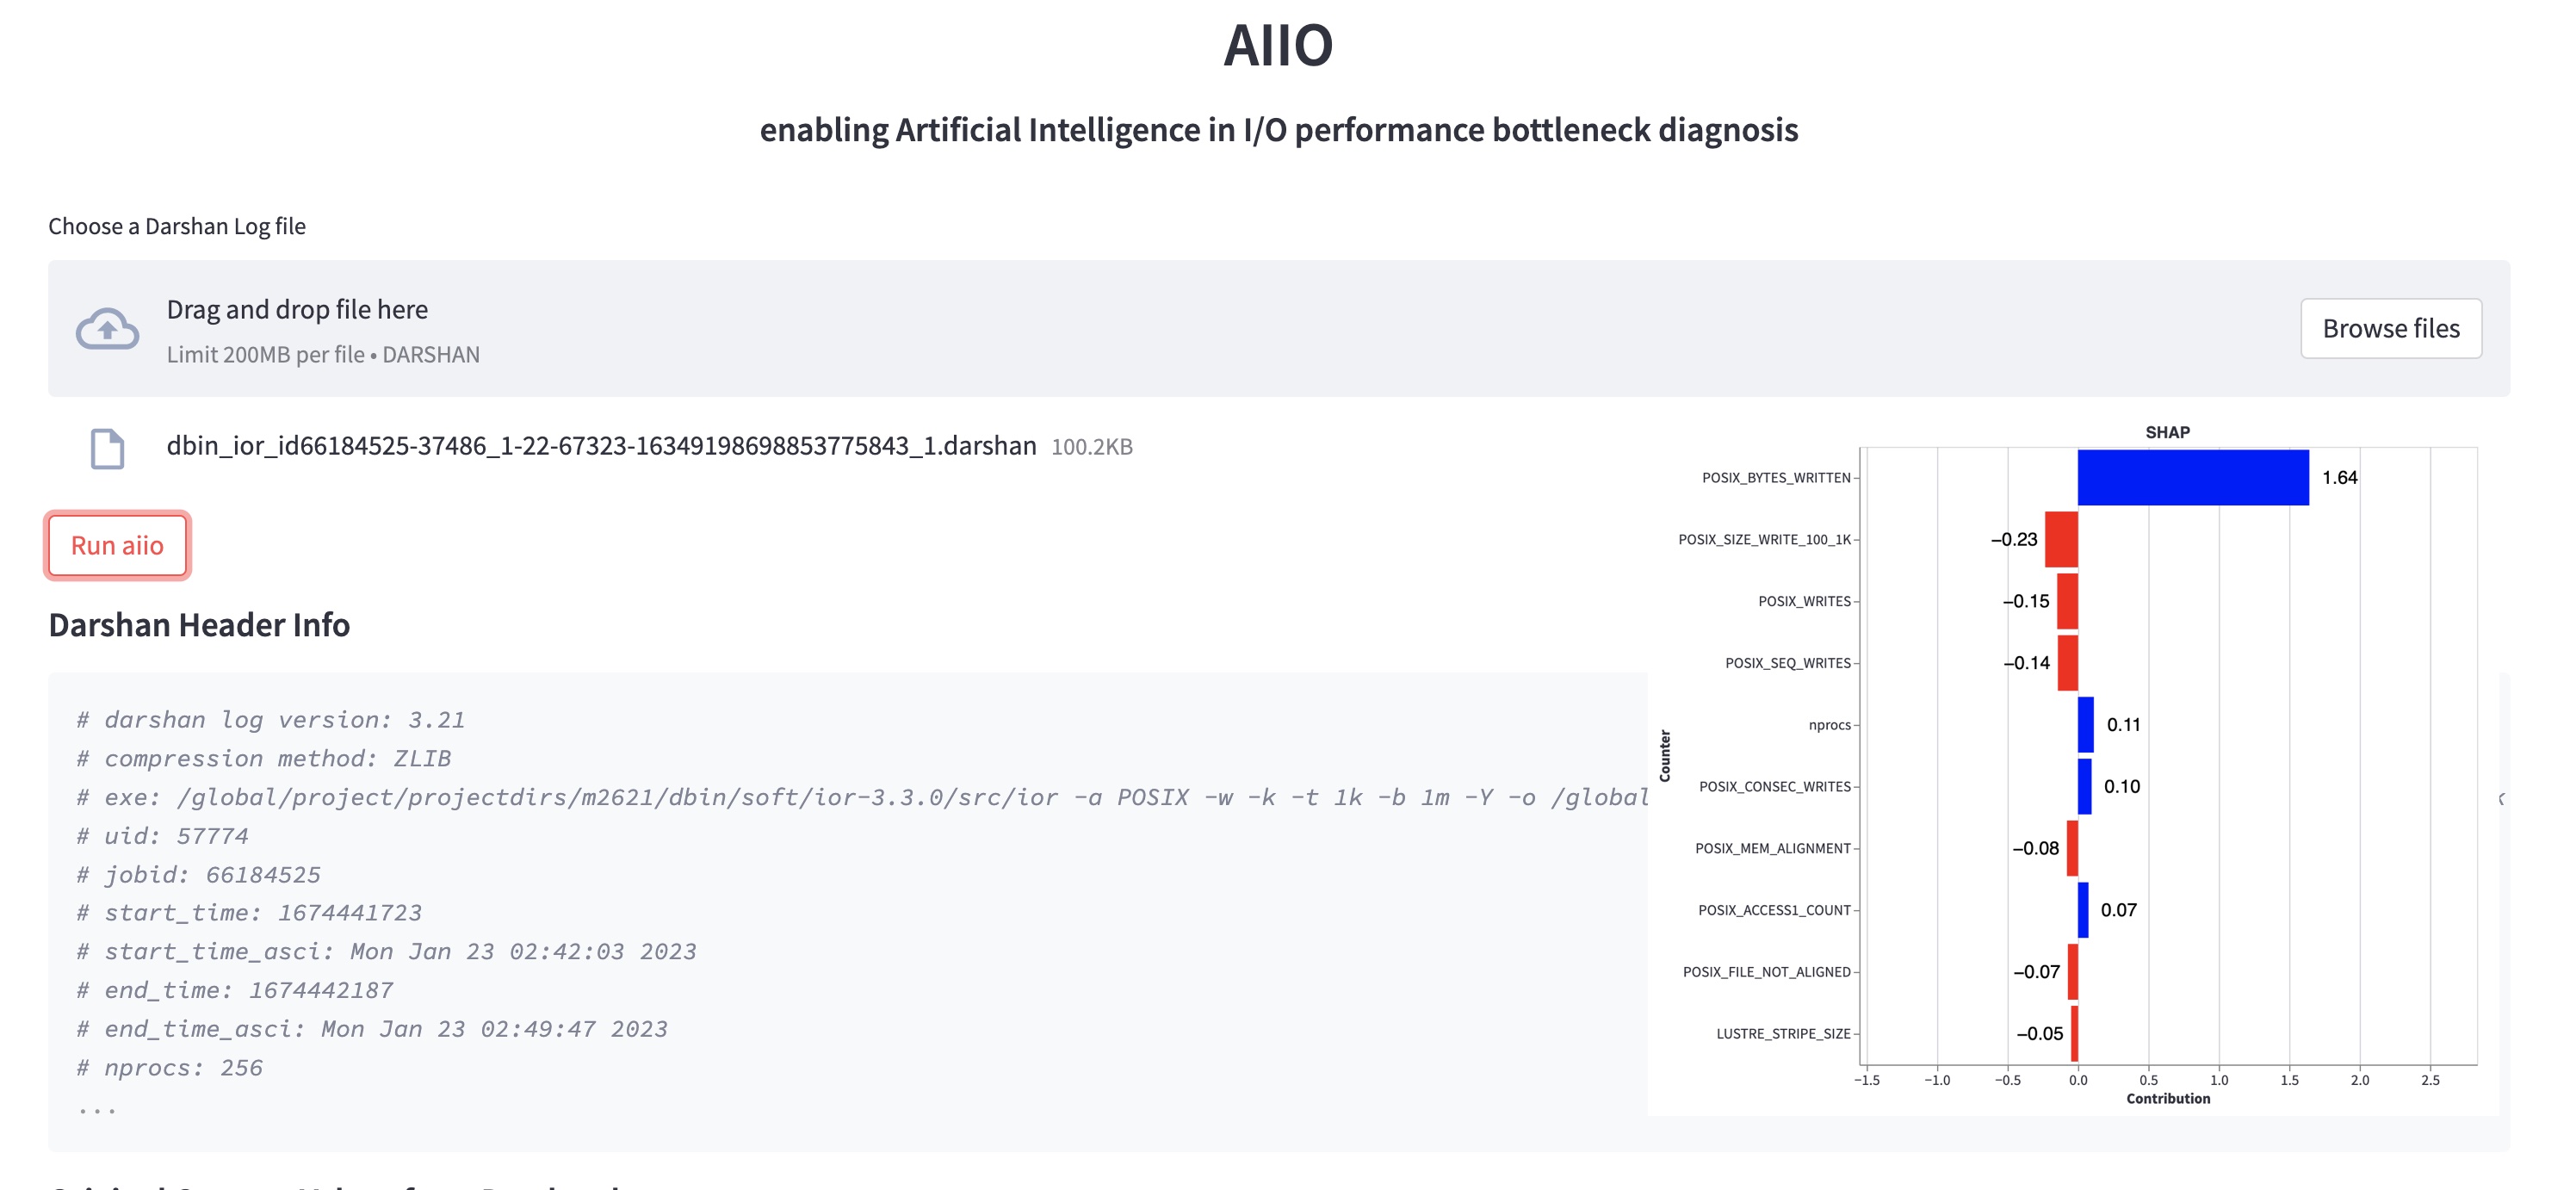 AIIO
enabling Artificial Intelligence in I/O performance bottleneck diagnosis
Choose a Darshan Log file
Drag and drop file here
Limit 200MB per file • DARSHAN
Browse files
dbin_ior_id66184525-37486_1-22-67323-16349198698853775843_1.darshan 100.2KB
Run aiio
Darshan Header Info
# darshan log version: 3.21
# compression method: ZLIB
# exe: /global/project/projectdirs/m2621/dbin/soft/ior-3.3.0/src/ior -a POSIX -w -k -t 1k -b 1m -Y -o /global
# uid: 57774
# jobid: 66184525
# start_time: 1674441723
# start_time_asci: Mon Jan 23 02:42:03 2023
# end_time: 1674442187
# end_time_asci: Mon Jan 23 02:49:47 2023
# nprocs: 256
...
SHAP
Counter
POSIX_BYTES_WRITTEN 1.64
POSIX_SIZE_WRITE_100_1K −0.23
POSIX_WRITES −0.15
POSIX_SEQ_WRITES −0.14
nprocs 0.11
POSIX_CONSEC_WRITES 0.10
POSIX_MEM_ALIGNMENT −0.08
POSIX_ACCESS1_COUNT 0.07
POSIX_FILE_NOT_ALIGNED −0.07
LUSTRE_STRIPE_SIZE −0.05
−1.5 −1.0 −0.5 0.0 0.5 1.0 1.5 2.0 2.5
Contribution